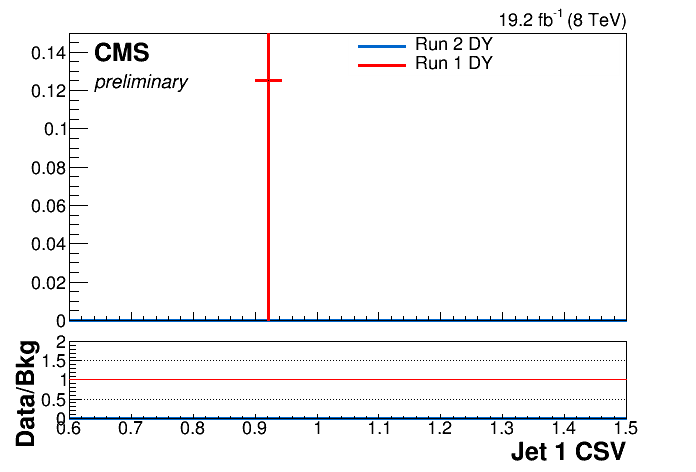 19.2 fb⁻¹ (8 TeV)
CMS
preliminary
Run 2 DY
Run 1 DY
0.14
0.12
0.1
0.08
0.06
0.04
0.02
0
Data/Bkg
2
1.5
1
0.5
0
0.6 0.7 0.8 0.9 1 1.1 1.2 1.3 1.4 1.5
Jet 1 CSV